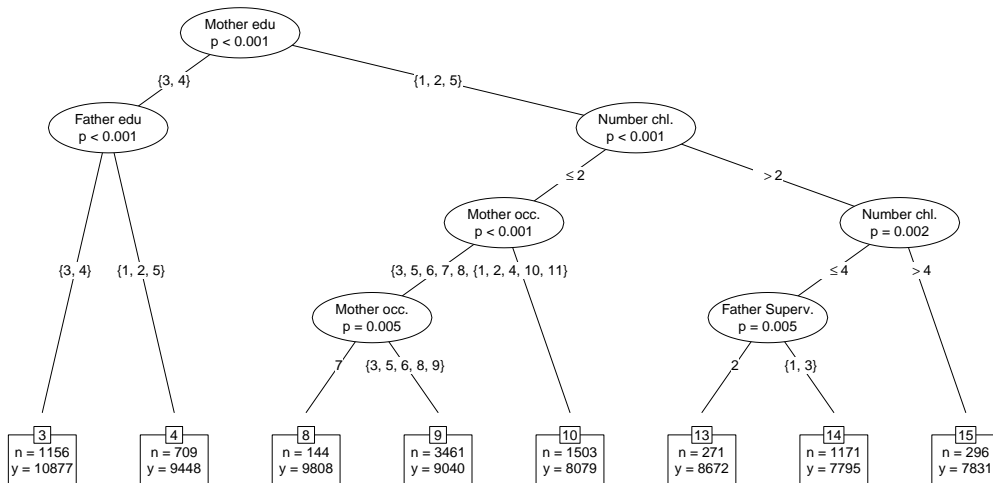 Mother edu
p < 0.001
{3, 4}
{1, 2, 5}
Father edu
p < 0.001
Number chl.
p < 0.001
≤ 2
> 2
Mother occ.
p < 0.001
Number chl.
p = 0.002
{3, 4}
{1, 2, 5}
{3, 5, 6, 7, 8,
{1, 2, 4, 10, 11}
≤ 4
> 4
Mother occ.
p = 0.005
Father Superv.
p = 0.005
7
{3, 5, 6, 8, 9}
2
{1, 3}
3
n = 1156
y = 10877
4
n = 709
y = 9448
8
n = 144
y = 9808
9
n = 3461
y = 9040
10
n = 1503
y = 8079
13
n = 271
y = 8672
14
n = 1171
y = 7795
15
n = 296
y = 7831